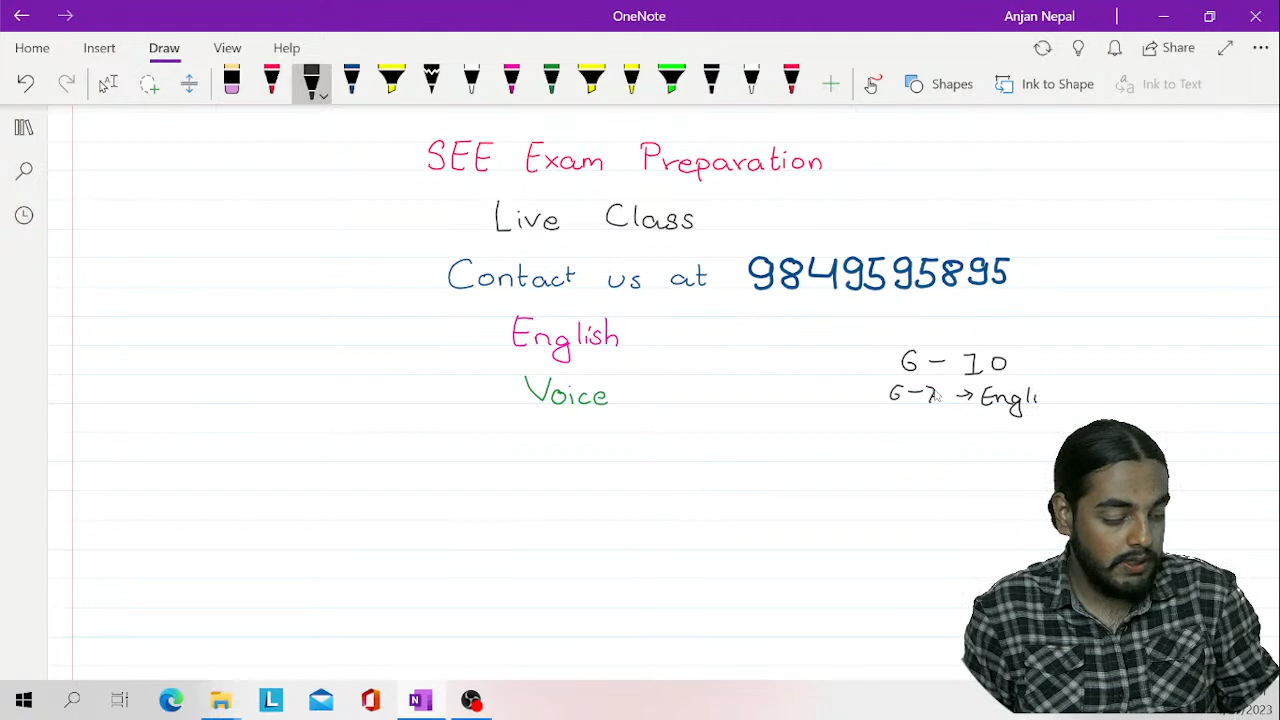 OneNote
Anjan Nepal
Home Insert Draw View Help
Share
Shapes
Ink to Shape
Ink to Text
SEE Exam Preparation
Live Class
Contact us at 9849595895
English
Voice
6 - 10
6-7 → Engli
2023